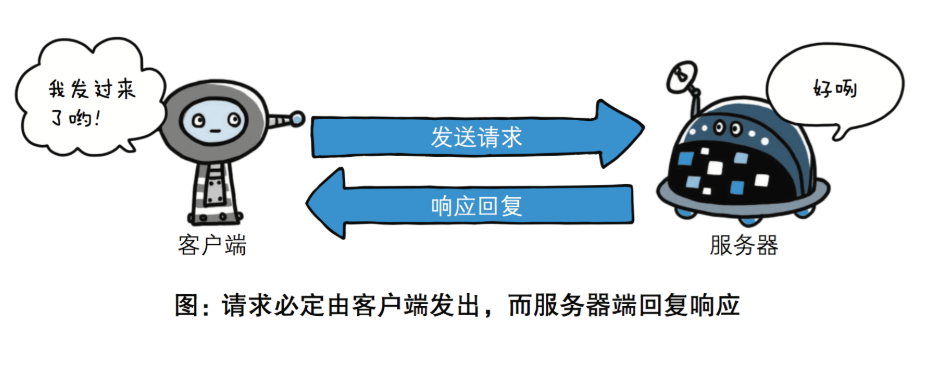 我发过来
了哟!
好咧
发送请求
响应回复
客户端
服务器
图：请求必定由客户端发出，而服务器端回复响应